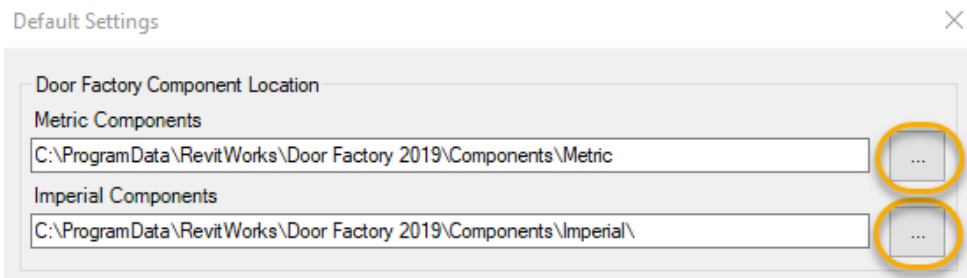 Default Settings
Door Factory Component Location
Metric Components
C:\ProgramData\RevitWorks\Door Factory 2019\Components\Metric
...
Imperial Components
C:\ProgramData\RevitWorks\Door Factory 2019\Components\Imperial\
...